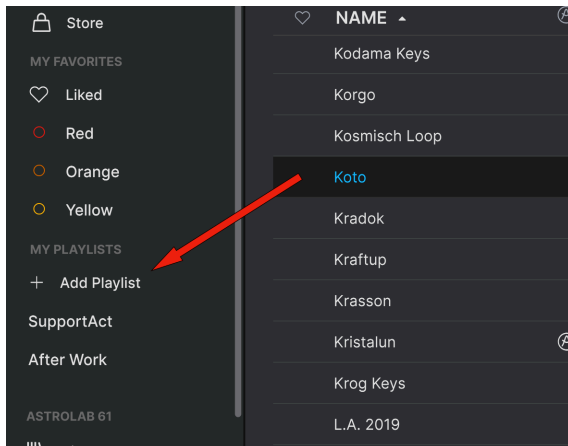 Store
MY FAVORITES
Liked
Red
Orange
Yellow
MY PLAYLISTS
+ Add Playlist
SupportAct
After Work
ASTROLAB 61
NAME
Kodama Keys
Korgo
Kosmisch Loop
Koto
Kradok
Kraftup
Krasson
Kristalun
Krog Keys
L.A. 2019